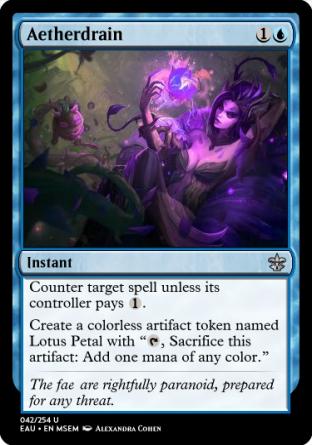 Aetherdrain 1
Instant
Counter target spell unless its
controller pays 1.
Create a colorless artifact token named
Lotus Petal with “, Sacrifice this
artifact: Add one mana of any color.”
The fae are rightfully paranoid, prepared
for any threat.
042/254 U
EAU • EN MSEM Alexandra Cohen